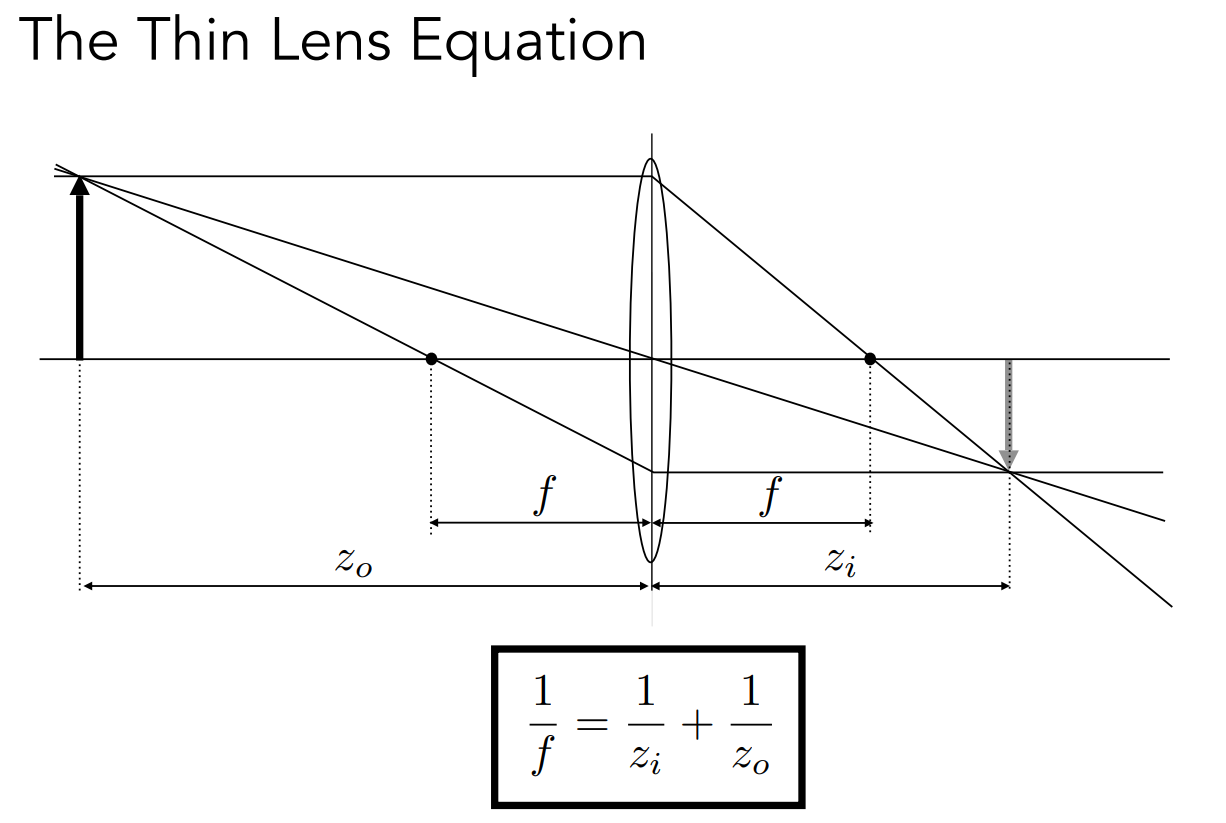 The Thin Lens Equation
f
f
z_o
z_i
1/f = 1/z_i + 1/z_o